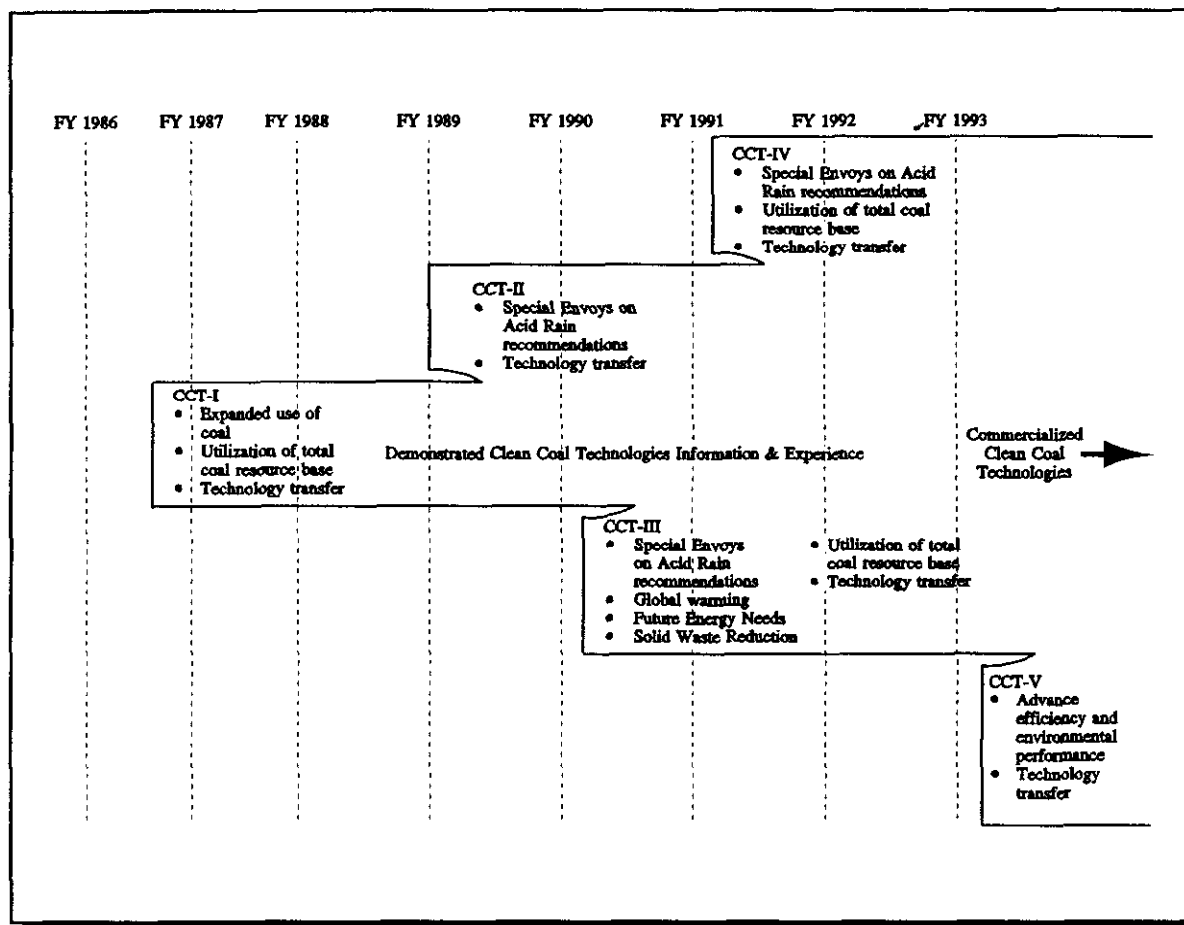 FY 1986 FY 1987 FY 1988 FY 1989 FY 1990 FY 1991 FY 1992 FY 1993
CCT-IV
• Special Envoys on Acid
Rain recommendations
• Utilization of total coal
resource base
• Technology transfer
CCT-II
• Special Envoys on
Acid Rain
recommendations
• Technology transfer
CCT-I
• Expanded use of
coal
• Utilization of total
coal resource base
• Technology transfer
Demonstrated Clean Coal Technologies Information & Experience
Commercialized
Clean Coal
Technologies
CCT-III
• Special Envoys
on Acid Rain
recommendations
• Global warming
• Future Energy Needs
• Solid Waste Reduction
• Utilization of total
coal resource base
• Technology transfer
CCT-V
• Advance
efficiency and
environmental
performance
• Technology
transfer